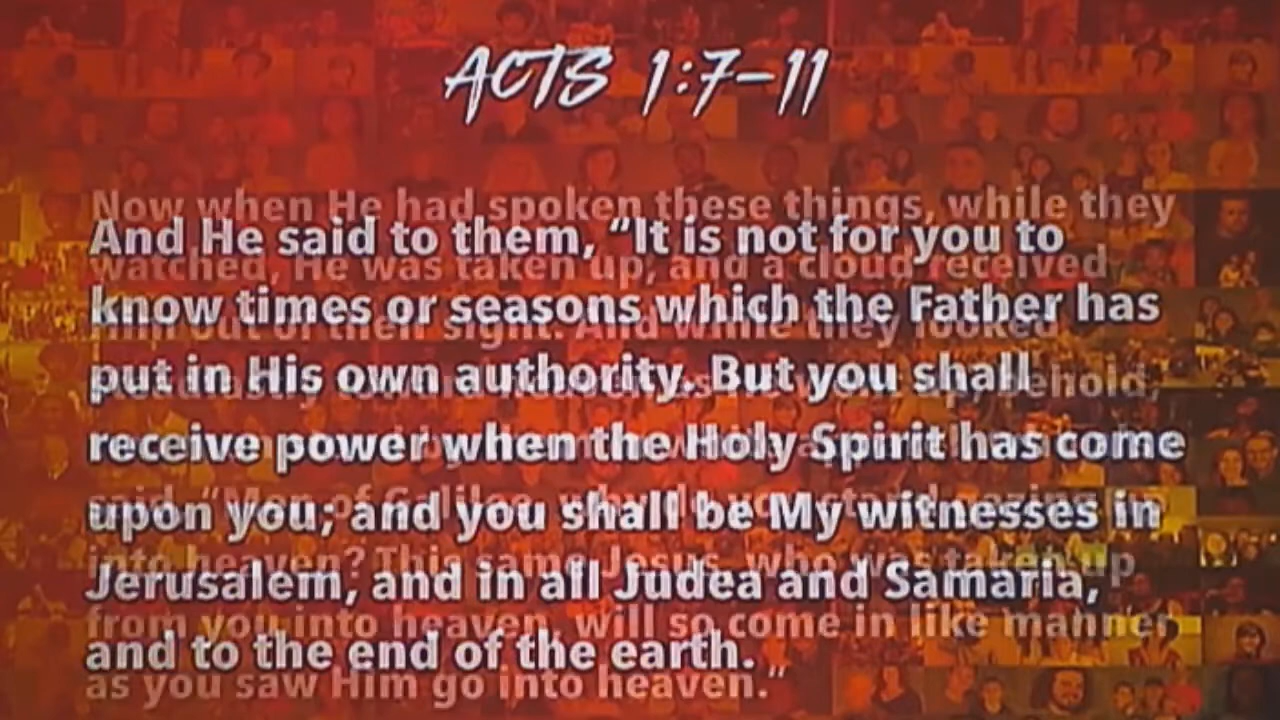 ACTS 1:7-11
And He said to them, “It is not for you to
know times or seasons which the Father has
put in His own authority. But you shall
receive power when the Holy Spirit has come
upon you; and you shall be My witnesses in
Jerusalem, and in all Judea and Samaria,
and to the end of the earth.
Now when He had spoken these things, while they
watched, He was taken up, and a cloud received
out of their sight. And while they looked
up, behold,
said, “Men of Galilee, why do you stand gazing
into heaven? This same Jesus, who was taken up
from you into heaven, will so come in like manner
as you saw Him go into heaven.”